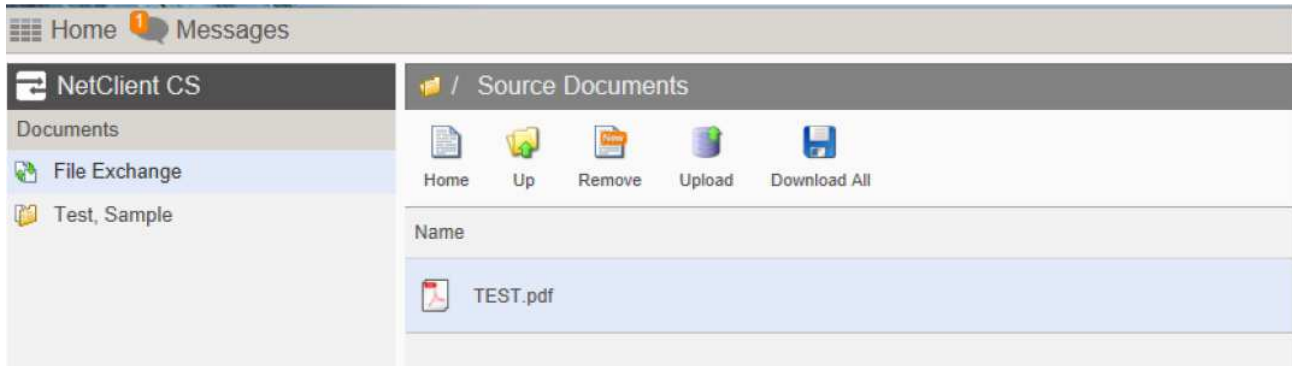 Home 1 Messages
NetClient CS
Documents
File Exchange
Test, Sample
/ Source Documents
Home Up New Remove Upload Download All
Name
TEST.pdf